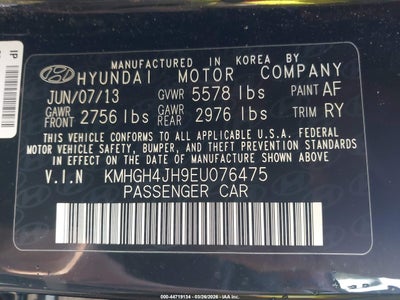 MANUFACTURED IN KOREA BY
HYUNDAI MOTOR COMPANY
JUN/07/13 GVWR 5578 lbs PAINT AF
GAWR FRONT 2756 lbs GAWR REAR 2976 lbs TRIM RY
THIS VEHICLE CONFORMS TO ALL APPLICABLE U.S.A. FEDERAL
MOTOR VEHICLE SAFETY, BUMPER, AND THEFT PREVENTION STANDARDS
IN EFFECT ON THE DATE OF MANUFACTURE SHOWN ABOVE.
V.I.N KMHGH4JH9EU076475
PASSENGER CAR
000-44719134 - 03/26/2026 - IAA, LLC